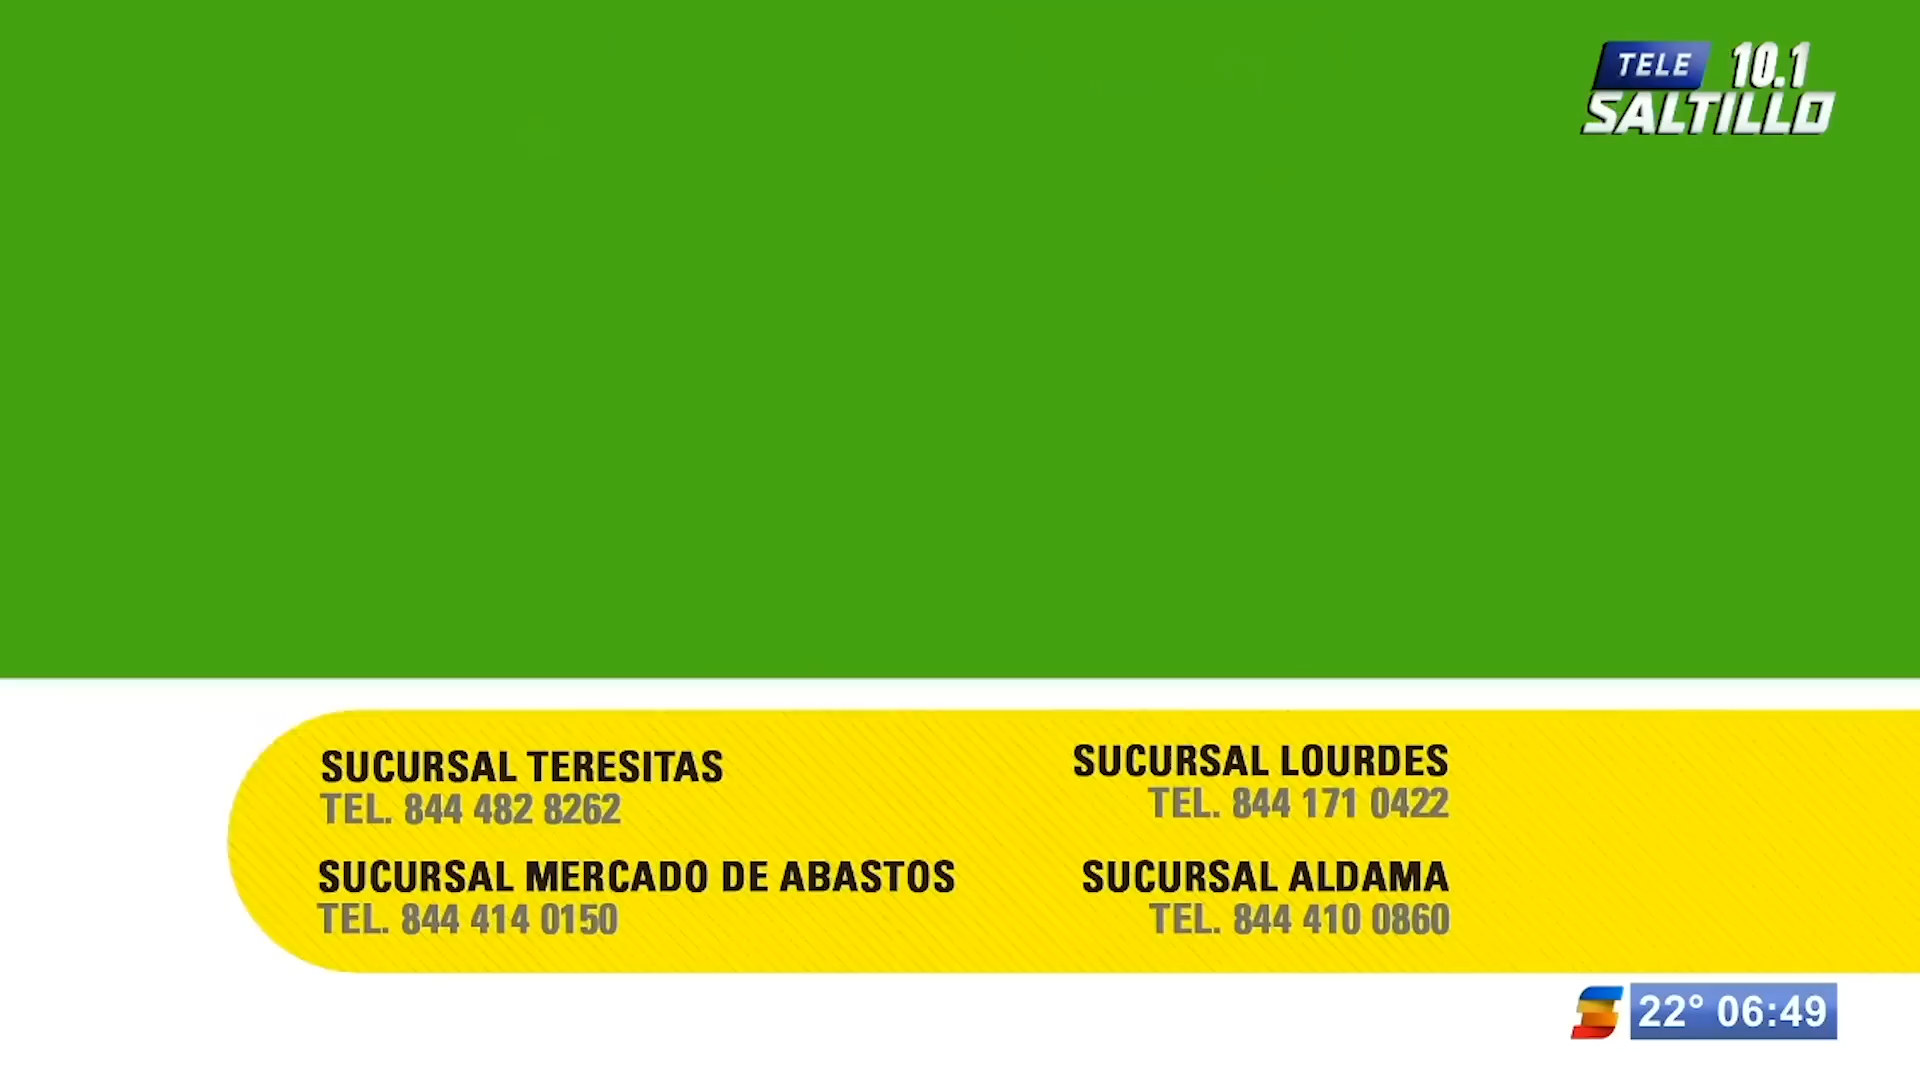 TELE 10.1
SALTILLO
SUCURSAL TERESITAS
TEL. 844 482 8262
SUCURSAL LOURDES
TEL. 844 171 0422
SUCURSAL MERCADO DE ABASTOS
TEL. 844 414 0150
SUCURSAL ALDAMA
TEL. 844 410 0860
22° 06:49